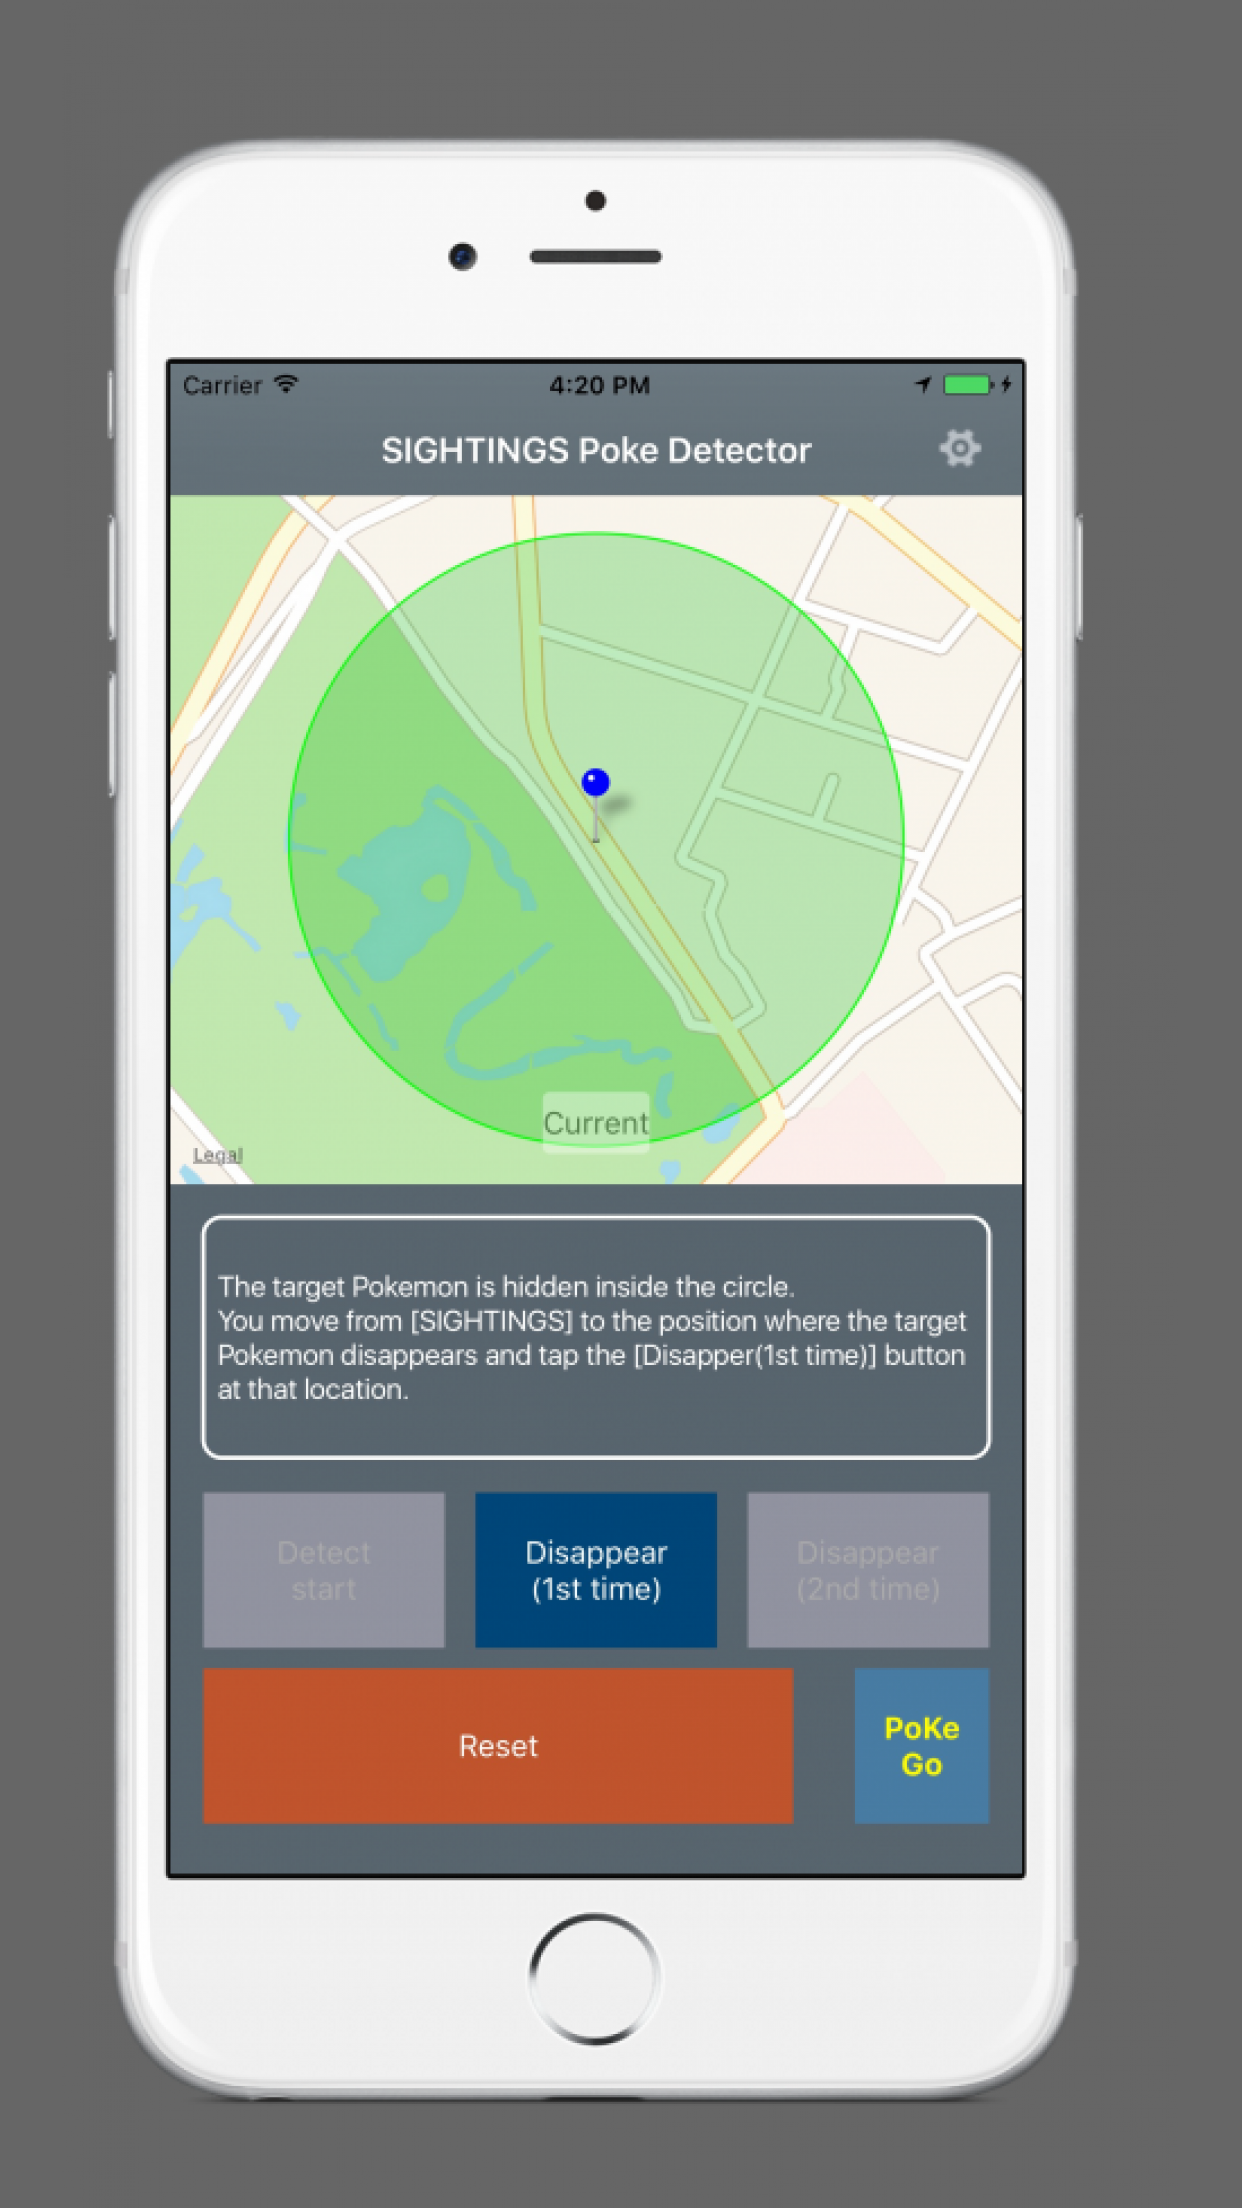 Carrier 4:20 PM
SIGHTINGS Poke Detector
Current
Legal
The target Pokemon is hidden inside the circle.
You move from [SIGHTINGS] to the position where the target
Pokemon disappears and tap the [Disapper(1st time)] button
at that location.
Detect
start
Disappear
(1st time)
Disappear
(2nd time)
Reset
PoKe
Go